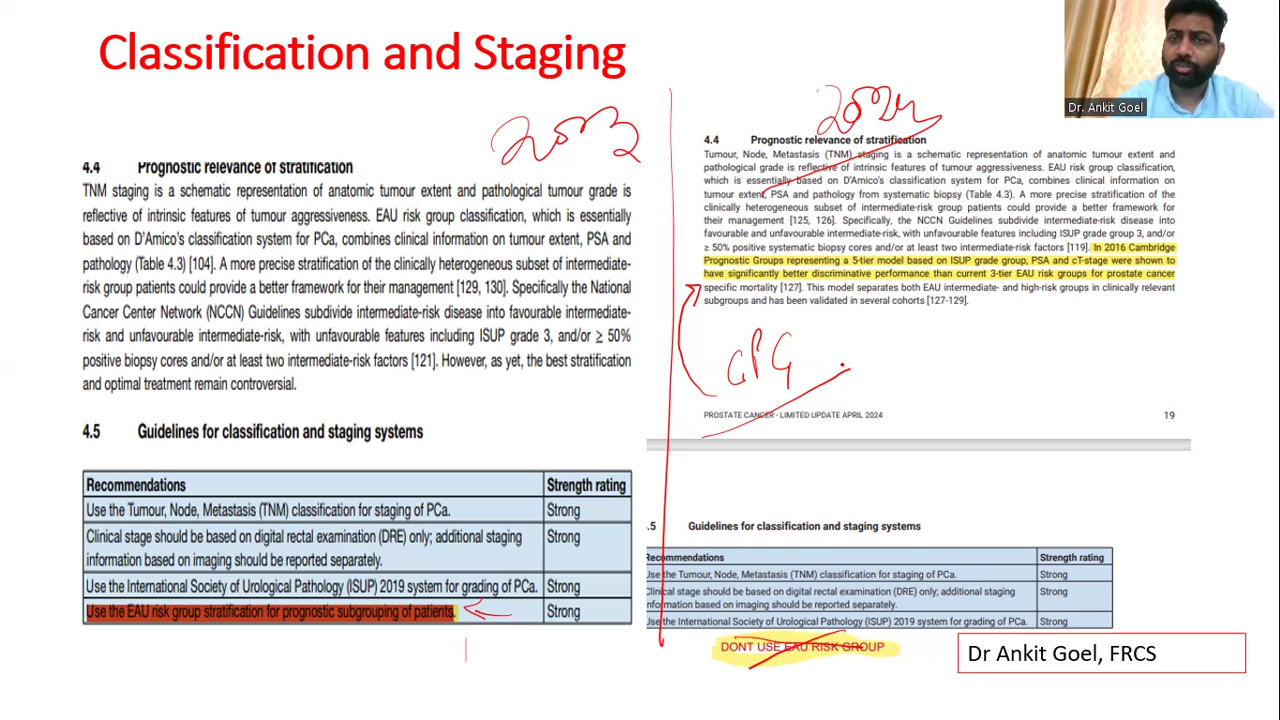 Classification and Staging
2023
4.4 Prognostic relevance of stratification
TNM staging is a schematic representation of anatomic tumour extent and pathological tumour grade is
reflective of intrinsic features of tumour aggressiveness. EAU risk group classification, which is essentially
based on D'Amico's classification system for PCa, combines clinical information on tumour extent, PSA and
pathology (Table 4.3) [104]. A more precise stratification of the clinically heterogeneous subset of intermediate-
risk group patients could provide a better framework for their management [129, 130]. Specifically the National
Cancer Center Network (NCCN) Guidelines subdivide intermediate-risk disease into favourable intermediate-
risk and unfavourable intermediate-risk, with unfavourable features including ISUP grade 3, and/or ≥ 50%
positive biopsy cores and/or at least two intermediate-risk factors [121]. However, as yet, the best stratification
and optimal treatment remain controversial.
4.5 Guidelines for classification and staging systems
Recommendations Strength rating
Use the Tumour, Node, Metastasis (TNM) classification for staging of PCa. Strong
Clinical stage should be based on digital rectal examination (DRE) only; additional staging Strong
information based on imaging should be reported separately.
Use the International Society of Urological Pathology (ISUP) 2019 system for grading of PCa. Strong
Use the EAU risk group stratification for prognostic subgrouping of patients. Strong
Dr. Ankit Goel
2024
4.4 Prognostic relevance of stratification
Tumour, Node, Metastasis (TNM) staging is a schematic representation of anatomic tumour extent and
pathological grade is reflective of intrinsic features of tumour aggressiveness. EAU risk group classification,
which is essentially based on D'Amico's classification system for PCa, combines clinical information on
tumour extent, PSA and pathology from systematic biopsy (Table 4.3). A more precise stratification of the
clinically heterogeneous subset of intermediate-risk group patients could provide a better framework for
their management [125, 126]. Specifically, the NCCN Guidelines subdivide intermediate-risk disease into
favourable and unfavourable intermediate-risk, with unfavourable features including ISUP grade group 3, and/or
≥ 50% positive systematic biopsy cores and/or at least two intermediate-risk factors [119]. In 2016 Cambridge
Prognostic Groups representing a 5-tier model based on ISUP grade group, PSA and cT-stage were shown to
have significantly better discriminative performance than current 3-tier EAU risk groups for prostate cancer
specific mortality [127]. This model separates both EAU intermediate- and high-risk groups in clinically relevant
subgroups and has been validated in several cohorts [127-129].
CPG
PROSTATE CANCER - LIMITED UPDATE APRIL 2024 19
.5 Guidelines for classification and staging systems
Recommendations Strength rating
Use the Tumour, Node, Metastasis (TNM) classification for staging of PCa. Strong
Clinical stage should be based on digital rectal examination (DRE) only; additional staging Strong
information based on imaging should be reported separately.
Use the International Society of Urological Pathology (ISUP) 2019 system for grading of PCa. Strong
DONT USE EAU RISK GROUP
Dr Ankit Goel, FRCS